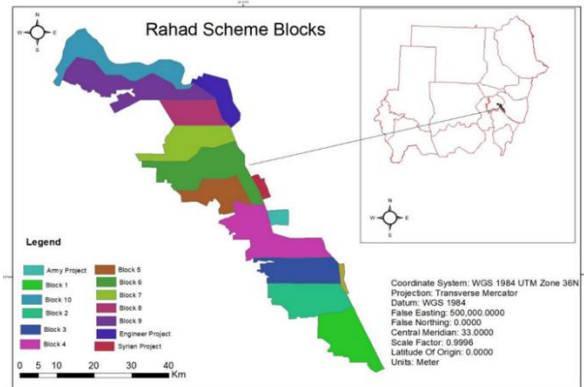 Rahad Scheme Blocks
N
W E
S
N
W E
S
Legend
Army Project
Block 1
Block 10
Block 2
Block 3
Block 4
Block 5
Block 6
Block 7
Block 8
Block 9
Engineer Project
Syrian Project
0 5 10 20 30 40
Km
Coordinate System: WGS 1984 UTM Zone 36N
Projection: Transverse Mercator
Datum: WGS 1984
False Easting: 500,000.0000
False Northing: 0.0000
Central Meridian: 33.0000
Scale Factor: 0.9996
Latitude Of Origin: 0.0000
Units: Meter